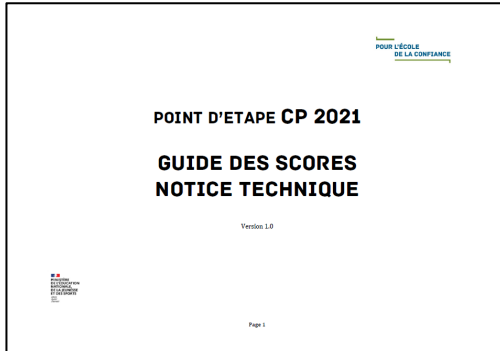 POUR L'ÉCOLE
DE LA CONFIANCE
POINT D'ETAPE CP 2021
GUIDE DES SCORES
NOTICE TECHNIQUE
Version 1.0
MINISTÈRE
DE L'ÉDUCATION
NATIONALE,
DE LA JEUNESSE
ET DES SPORTS
Page 1